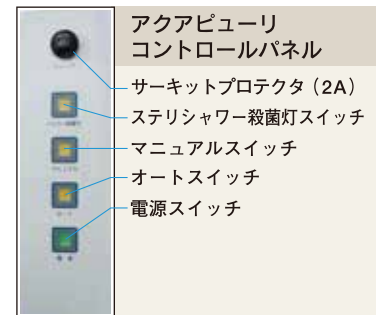 アクアピューリ
コントロールパネル
サーキットプロテクタ（2A）
ステリシャワー殺菌灯スイッチ
マニュアルスイッチ
オートスイッチ
電源スイッチ